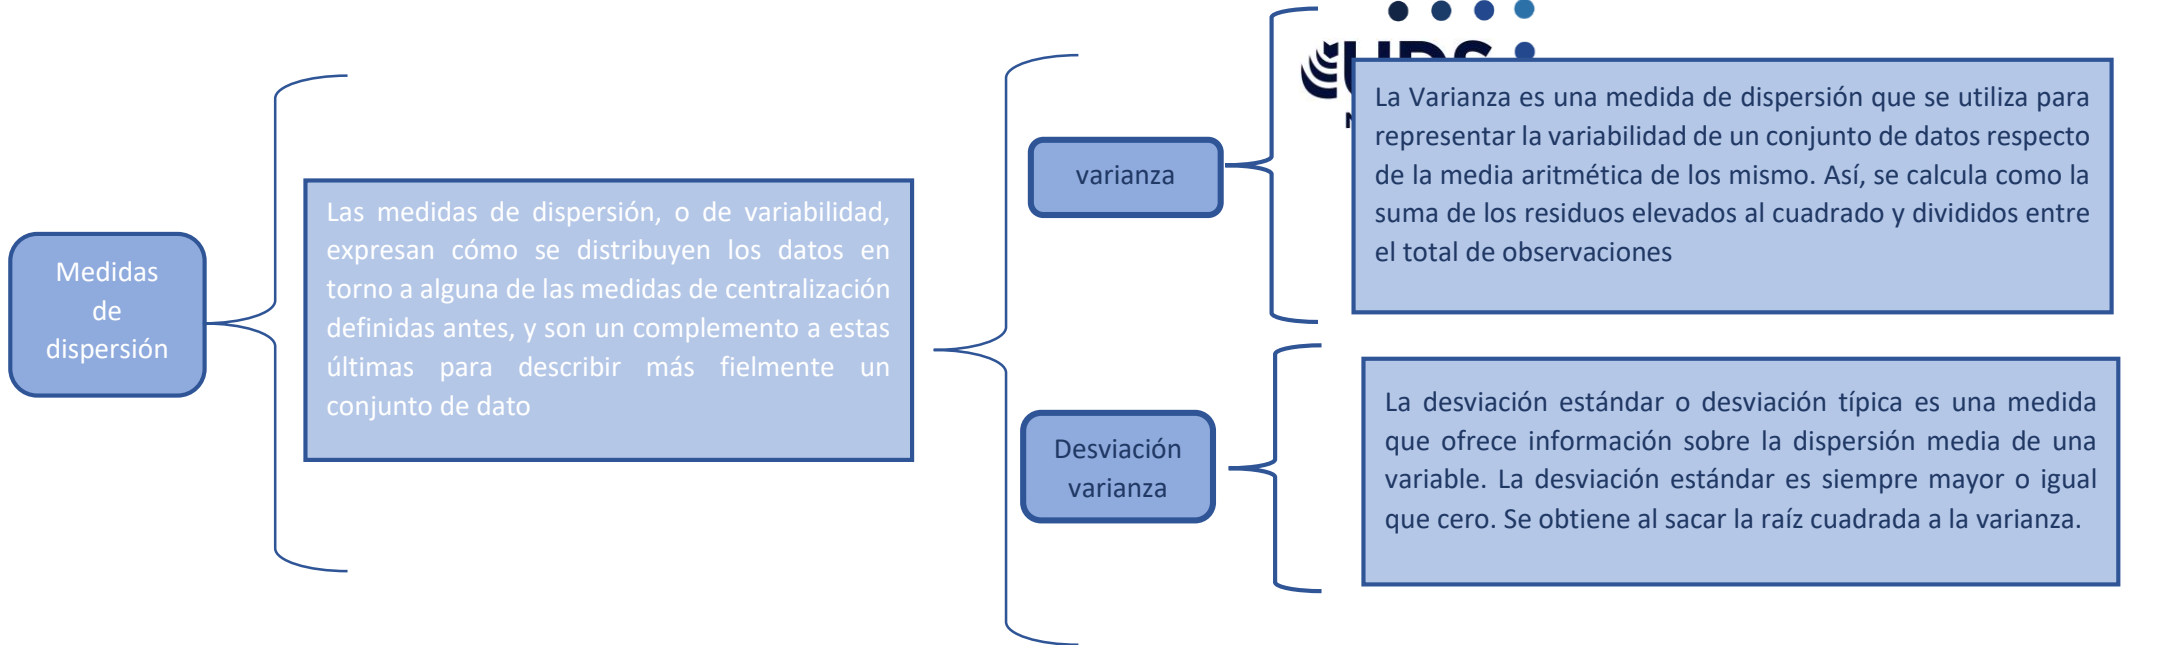 Medidas
de
dispersión
Las medidas de dispersión, o de variabilidad,
expresan cómo se distribuyen los datos en
torno a alguna de las medidas de centralización
definidas antes, y son un complemento a estas
últimas para describir más fielmente un
conjunto de dato
varianza
La Varianza es una medida de dispersión que se utiliza para
representar la variabilidad de un conjunto de datos respecto
de la media aritmética de los mismo. Así, se calcula como la
suma de los residuos elevados al cuadrado y divididos entre
el total de observaciones
Desviación
varianza
La desviación estándar o desviación típica es una medida
que ofrece información sobre la dispersión media de una
variable. La desviación estándar es siempre mayor o igual
que cero. Se obtiene al sacar la raíz cuadrada a la varianza.